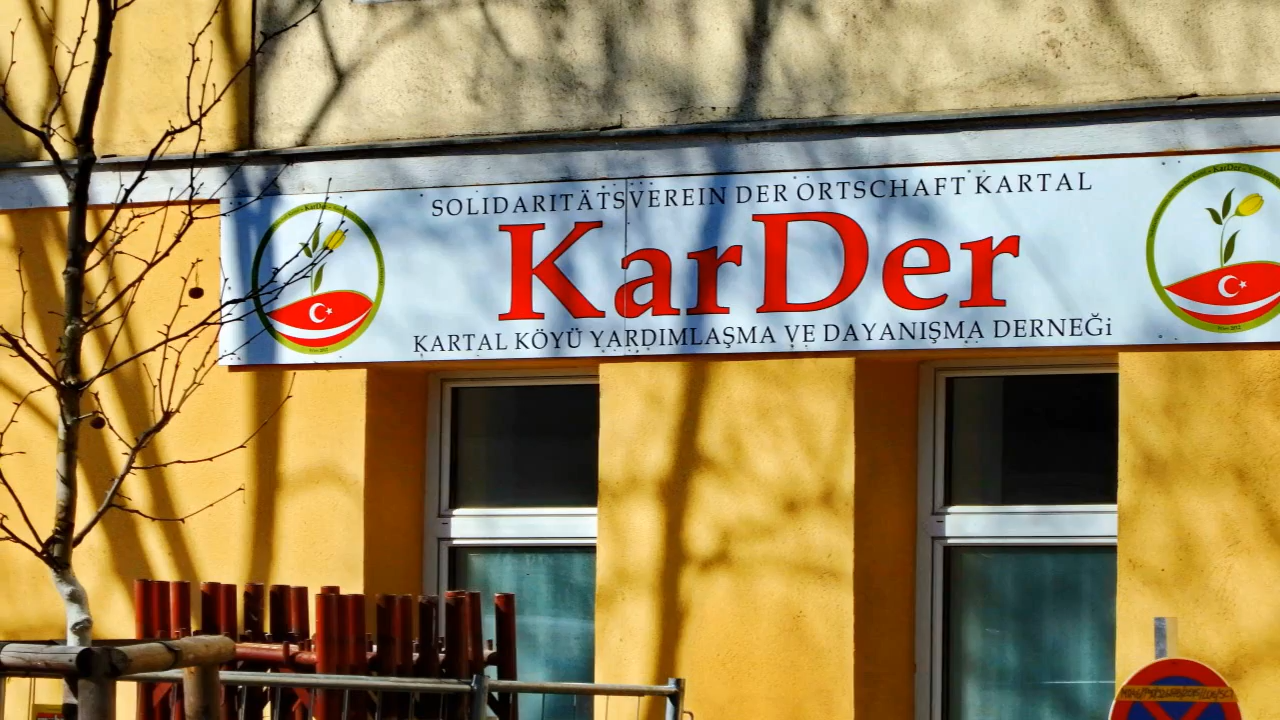 SOLIDARITÄTSVEREIN DER ORTSCHAFT KARTAL
KarDer
KARTAL KÖYÜ YARDIMLAŞMA VE DAYANIŞMA DERNEĞi